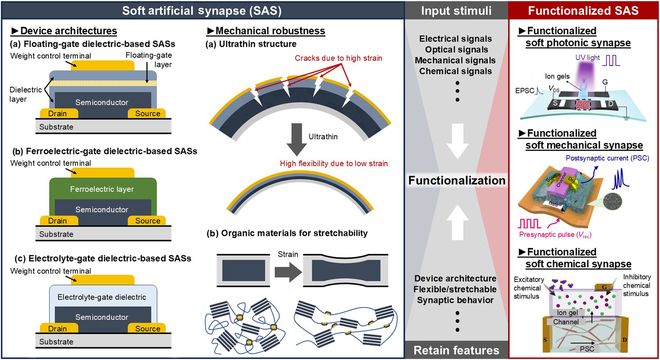 Soft artificial synapse (SAS)
►Device architectures
(a) Floating-gate dielectric-based SASs
Weight control terminal
Floating-gate
layer
Dielectric
layer
Semiconductor
Drain
Source
Substrate
(b) Ferroelectric-gate dielectric-based SASs
Weight control terminal
Ferroelectric layer
Semiconductor
Drain
Source
Substrate
(c) Electrolyte-gate dielectric-based SASs
Weight control terminal
Electrolyte-gate dielectric
Semiconductor
Drain
Source
Substrate
►Mechanical robustness
(a) Ultrathin structure
Cracks due to high strain
Ultrathin
High flexibility due to low strain
(b) Organic materials for stretchability
Strain
Input stimuli
Electrical signals
Optical signals
Mechanical signals
Chemical signals
Functionalization
Device architecture
Flexible/stretchable
Synaptic behavior
Retain features
Functionalized SAS
►Functionalized
soft photonic synapse
UV light
Ion gels
VDS
G
EPSC
S
D
►Functionalized
soft mechanical synapse
Postsynaptic current (PSC)
Presynaptic pulse (Vrec)
►Functionalized
soft chemical synapse
Excitatory
chemical
stimulus
Inhibitory
chemical
stimulus
G
Ion gel
Channel
S
PSC
D